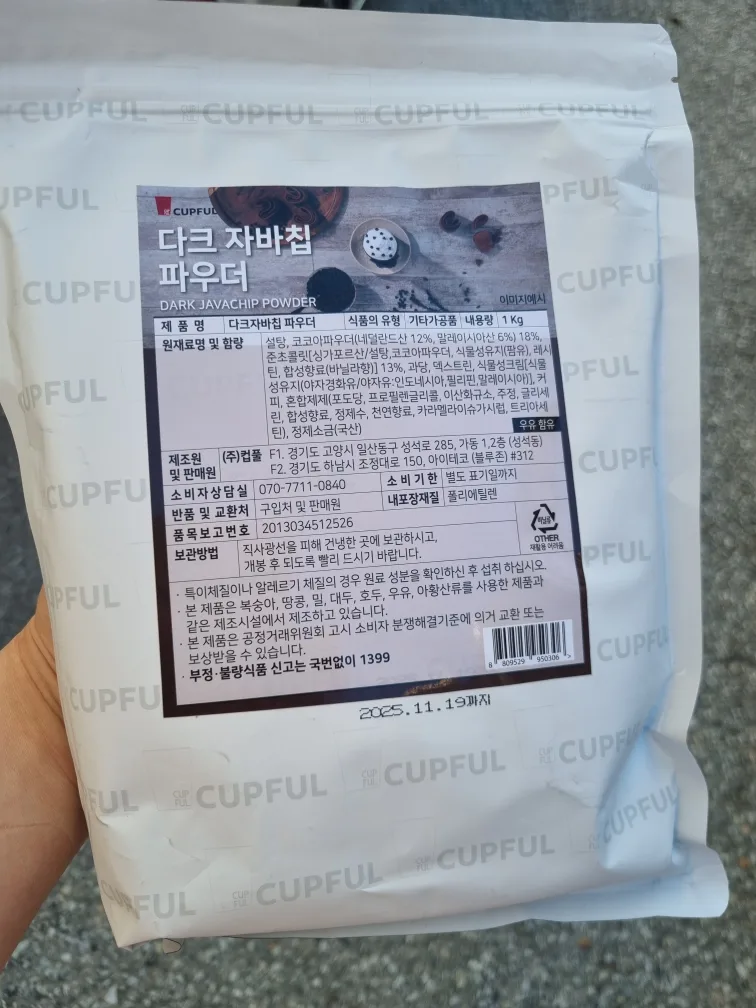 CUPFUL CUPFUL CUPFUL CUPFUL
CUPFUL
다크 자바칩
파우더
DARK JAVACHIP POWDER
이미지예시
제 품 명 다크자바칩 파우더 식품의 유형 기타가공품 내용량 1 Kg
원재료명 및 함량 설탕, 코코아파우더(네덜란드산 12%, 말레이시아산 6%) 18%,
준초콜릿[싱가포르산/설탕,코코아파우더, 식물성유지(팜유), 레시
틴, 합성향료(바닐라향)] 13%, 과당, 덱스트린, 식물성크림[식물
성유지(야자경화유/야자유:인도네시아,필리핀,말레이시아)], 커
피, 혼합제제(포도당, 프로필렌글리콜, 이산화규소, 주정, 글리세
린, 합성향료, 정제수, 천연향료, 카라멜라이슈가시럽, 트리아세
틴), 정제소금(국산)
우유 함유
제조원
및 판매원
(주)컵풀 F1. 경기도 고양시 일산동구 성석로 285, 가동 1,2층 (성석동)
F2. 경기도 하남시 조정대로 150, 아이테코 (블루존) #312
소비자상담실 070-7711-0840 소 비 기 한 별도 표기일까지
반품 및 교환처 구입처 및 판매원 내포장재질 폴리에틸렌
품목보고번호 2013034512526
보관방법 직사광선을 피해 건냉한 곳에 보관하시고,
개봉 후 되도록 빨리 드시기 바랍니다.
OTHER
재활용 어려움
· 특이체질이나 알레르기 체질의 경우 원료 성분을 확인하신 후 섭취 하십시오.
· 본 제품은 복숭아, 땅콩, 밀, 대두, 호두, 우유, 아황산류를 사용한 제품과
같은 제조시설에서 제조하고 있습니다.
· 본 제품은 공정거래위원회 고시 소비자 분쟁해결기준에 의거 교환 또는
보상받을 수 있습니다.
· 부정·불량식품 신고는 국번없이 1399
8 809529 950306 >
2025.11.19까지
CUPFUL CUPFUL
CUPFUL CUPFUL